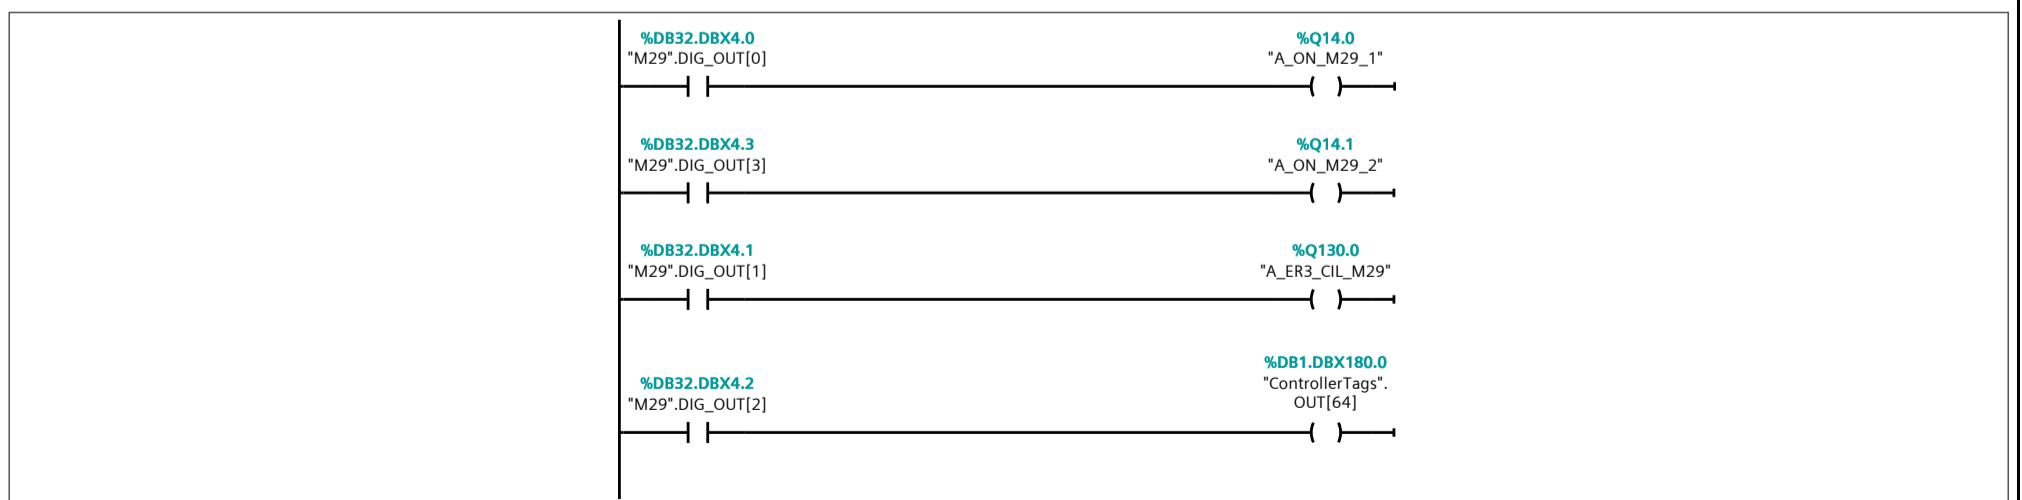 %DB32.DBX4.0
"M29".DIG_OUT[0]
%Q14.0
"A_ON_M29_1"
%DB32.DBX4.3
"M29".DIG_OUT[3]
%Q14.1
"A_ON_M29_2"
%DB32.DBX4.1
"M29".DIG_OUT[1]
%Q130.0
"A_ER3_CIL_M29"
%DB32.DBX4.2
"M29".DIG_OUT[2]
%DB1.DBX180.0
"ControllerTags".
OUT[64]